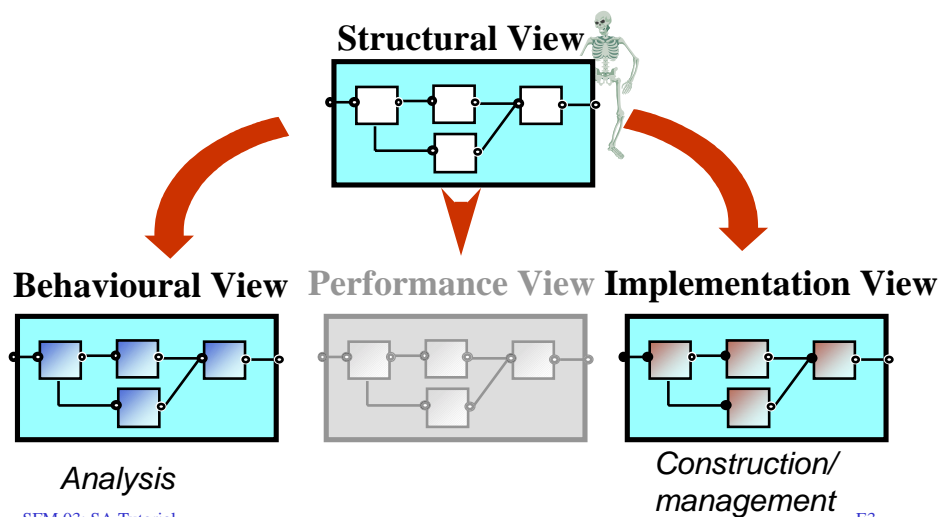 Structural View
Behavioural View Performance View Implementation View
Analysis
Construction/
management